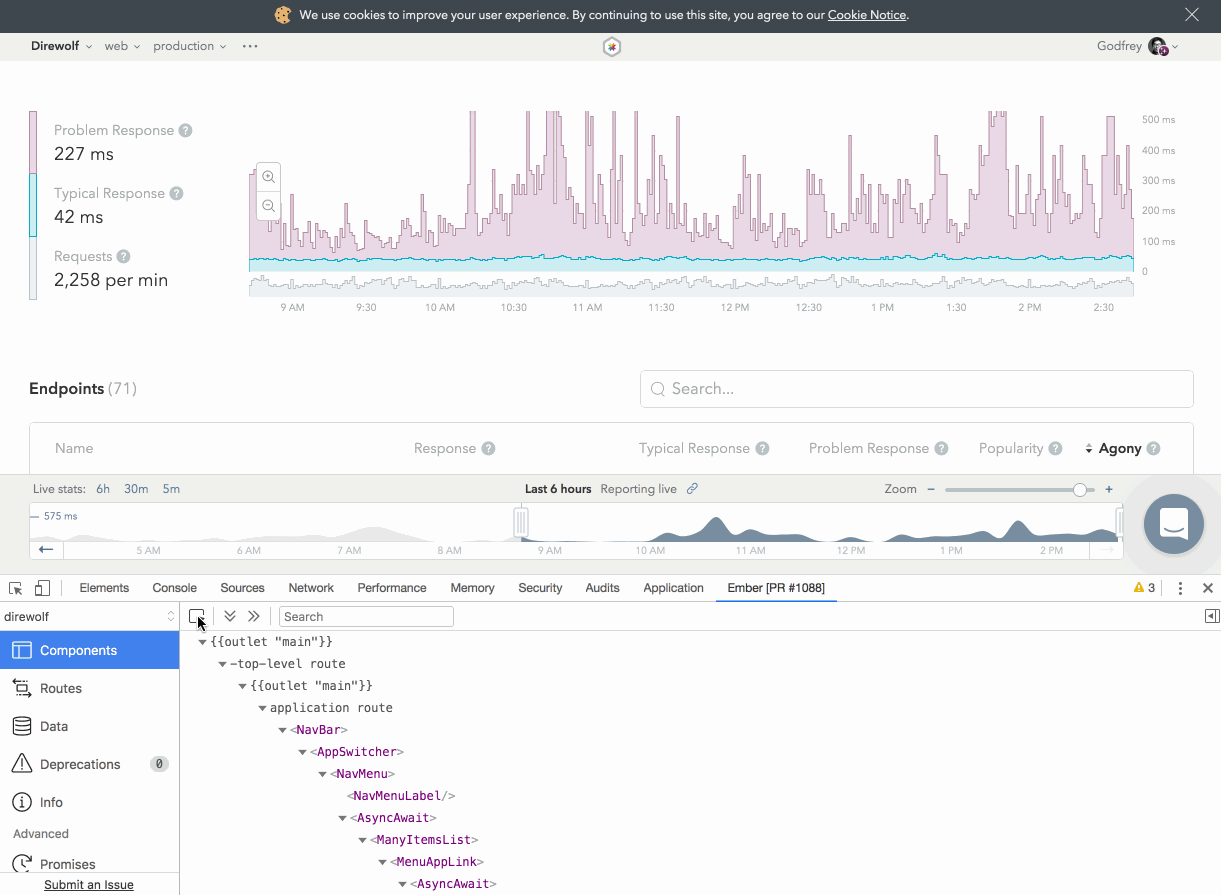 We use cookies to improve your user experience. By continuing to use this site, you agree to our Cookie Notice.
Direwolf web production ••• Godfrey
Problem Response ?
227 ms
Typical Response ?
42 ms
Requests ?
2,258 per min
500 ms
400 ms
300 ms
200 ms
100 ms
0
9 AM 9:30 10 AM 10:30 11 AM 11:30 12 PM 12:30 1 PM 1:30 2 PM 2:30
Endpoints (71) Search...
Name Response ? Typical Response ? Problem Response ? Popularity ? Agony ?
Live stats: 6h 30m 5m Last 6 hours Reporting live Zoom − +
575 ms
5 AM 6 AM 7 AM 8 AM 9 AM 10 AM 11 AM 12 PM 1 PM 2 PM
Elements Console Sources Network Performance Memory Security Audits Application Ember [PR #1088] 3
direwolf Search
Components
Routes
Data
Deprecations 0
Info
Advanced
Promises
Submit an Issue
{{outlet "main"}}
-top-level route
{{outlet "main"}}
application route
<NavBar>
<AppSwitcher>
<NavMenu>
<NavMenuLabel/>
<AsyncAwait>
<ManyItemsList>
<MenuAppLink>
<AsyncAwait>